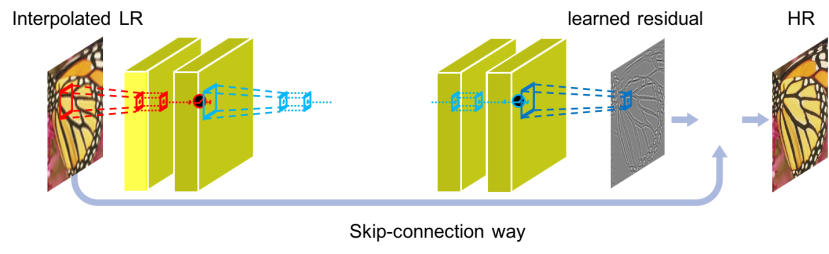 Interpolated LR
learned residual
HR
Skip-connection way